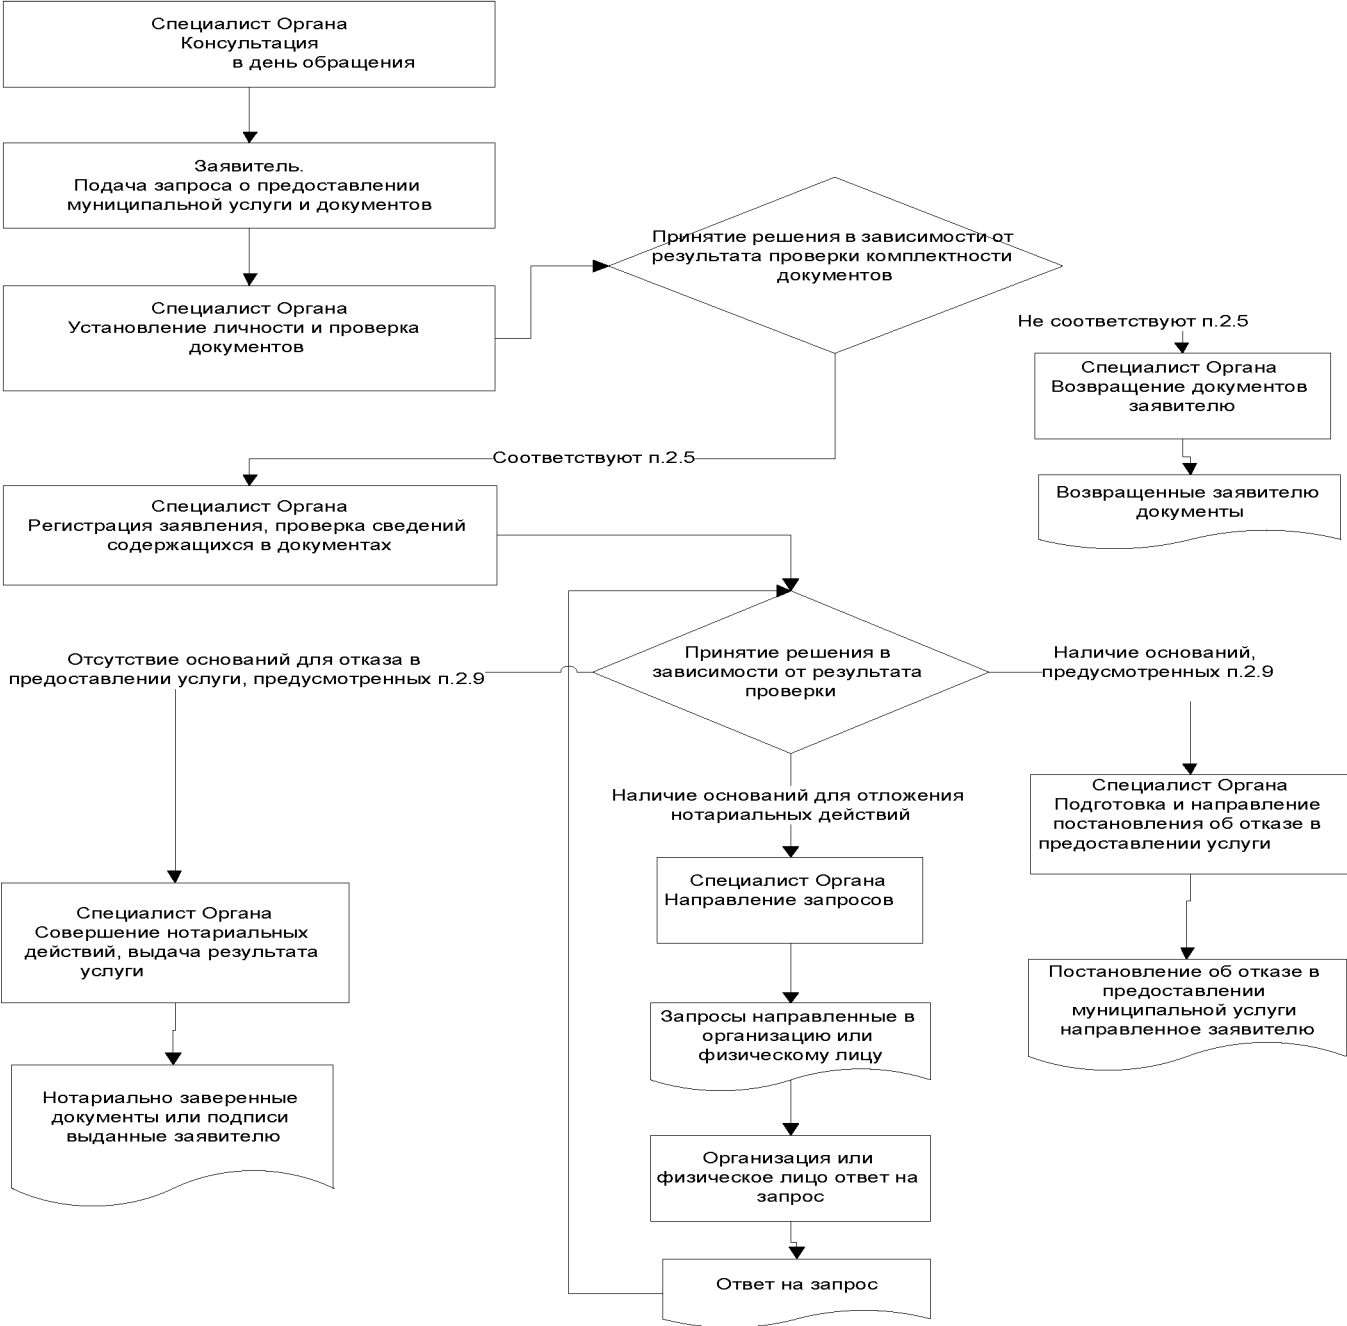 Специалист Органа
Консультация
в день обращения
Заявитель.
Подача запроса о предоставлении
муниципальной услуги и документов
Специалист Органа
Установление личности и проверка
документов
Принятие решения в зависимости от
результата проверки комплектности
документов
Не соответствуют п.2.5
Специалист Органа
Возвращение документов
заявителю
Возвращенные заявителю
документы
Соответствуют п.2.5
Специалист Органа
Регистрация заявления, проверка сведений
содержащихся в документах
Принятие решения в
зависимости от результата
проверки
Отсутствие оснований для отказа в
предоставлении услуги, предусмотренных п.2.9
Наличие оснований,
предусмотренных п.2.9
Наличие оснований для отложения
нотариальных действий
Специалист Органа
Подготовка и направление
постановления об отказе в
предоставлении услуги
Специалист Органа
Направление запросов
Специалист Органа
Совершение нотариальных
действий, выдача результата
услуги
Постановление об отказе в
предоставлении
муниципальной услуги
направленное заявителю
Запросы направленные в
организацию или
физическому лицу
Нотариально заверенные
документы или подписи
выданные заявителю
Организация или
физическое лицо ответ на
запрос
Ответ на запрос